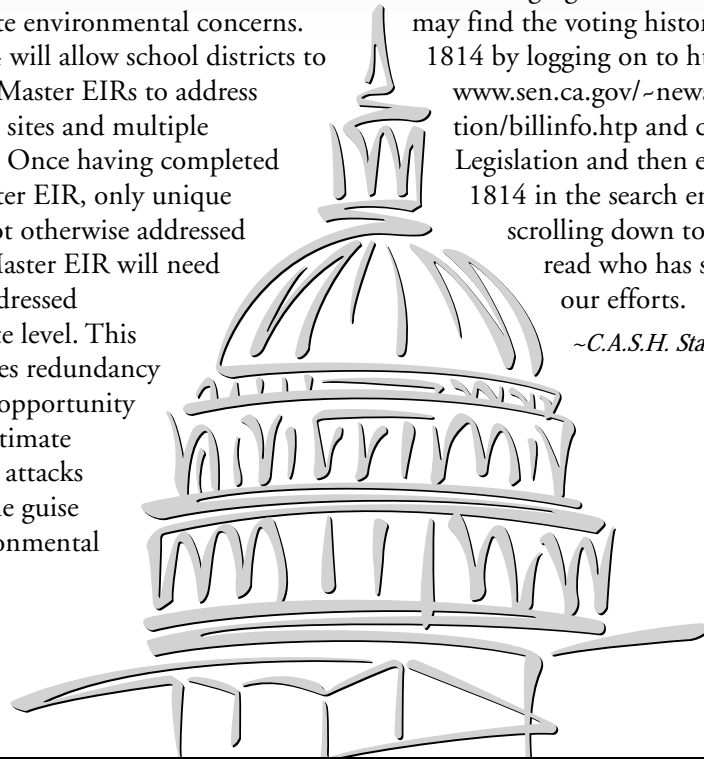 te environmental concerns.
will allow school districts to
Master EIRs to address
sites and multiple
Once having completed
ter EIR, only unique
ot otherwise addressed
Master EIR will need
dressed
te level. This
es redundancy
opportunity
timate
attacks
e guise
onmental
may find the voting histor
1814 by logging on to ht
www.sen.ca.gov/~news
tion/billinfo.htp and c
Legislation and then e
1814 in the search en
scrolling down to
read who has s
our efforts.
~C.A.S.H. Sta